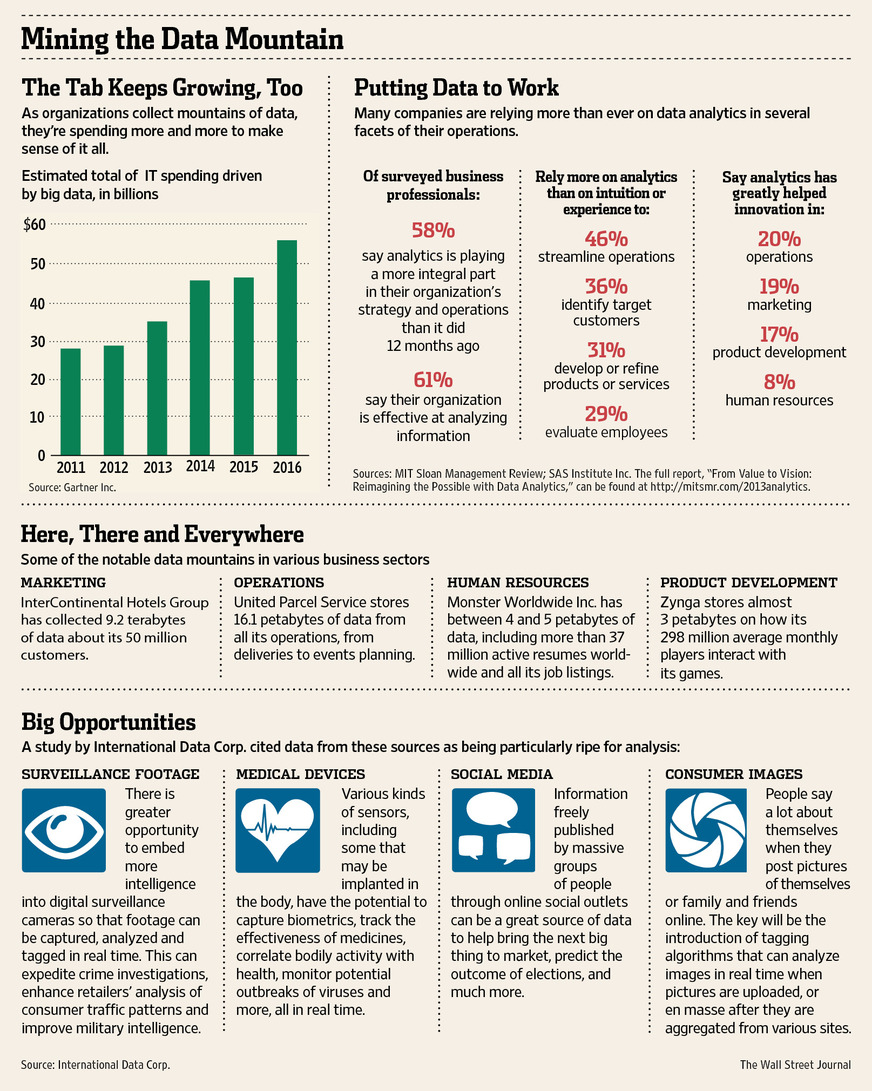 Mining the Data Mountain
The Tab Keeps Growing, Too
As organizations collect mountains of data,
they're spending more and more to make
sense of it all.
Estimated total of IT spending driven
by big data, in billions
$60
50
40
30
20
10
0
2011 2012 2013 2014 2015 2016
Source: Gartner Inc.
Putting Data to Work
Many companies are relying more than ever on data analytics in several
facets of their operations.
Of surveyed business
professionals:
58%
say analytics is playing
a more integral part
in their organization's
strategy and operations
than it did
12 months ago
61%
say their organization
is effective at analyzing
information
Rely more on analytics
than on intuition or
experience to:
46%
streamline operations
36%
identify target
customers
31%
develop or refine
products or services
29%
evaluate employees
Say analytics has
greatly helped
innovation in:
20%
operations
19%
marketing
17%
product development
8%
human resources
Sources: MIT Sloan Management Review; SAS Institute Inc. The full report, "From Value to Vision:
Reimagining the Possible with Data Analytics," can be found at http://mitsmr.com/2013analytics.
Here, There and Everywhere
Some of the notable data mountains in various business sectors
MARKETING
InterContinental Hotels Group
has collected 9.2 terabytes
of data about its 50 million
customers.
OPERATIONS
United Parcel Service stores
16.1 petabytes of data from
all its operations, from
deliveries to events planning.
HUMAN RESOURCES
Monster Worldwide Inc. has
between 4 and 5 petabytes of
data, including more than 37
million active resumes world-
wide and all its job listings.
PRODUCT DEVELOPMENT
Zynga stores almost
3 petabytes on how its
298 million average monthly
players interact with
its games.
Big Opportunities
A study by International Data Corp. cited data from these sources as being particularly ripe for analysis:
SURVEILLANCE FOOTAGE
There is
greater
opportunity
to embed
more
intelligence
into digital surveillance
cameras so that footage can
be captured, analyzed and
tagged in real time. This can
expedite crime investigations,
enhance retailers' analysis of
consumer traffic patterns and
improve military intelligence.
MEDICAL DEVICES
Various kinds
of sensors,
including
some that
may be
implanted in
the body, have the potential to
capture biometrics, track the
effectiveness of medicines,
correlate bodily activity with
health, monitor potential
outbreaks of viruses and
more, all in real time.
SOCIAL MEDIA
Information
freely
published
by massive
groups
of people
through online social outlets
can be a great source of data
to help bring the next big
thing to market, predict the
outcome of elections, and
much more.
CONSUMER IMAGES
People say
a lot about
themselves
when they
post pictures
of themselves
or family and friends
online. The key will be the
introduction of tagging
algorithms that can analyze
images in real time when
pictures are uploaded, or
en masse after they are
aggregated from various sites.
Source: International Data Corp.
The Wall Street Journal